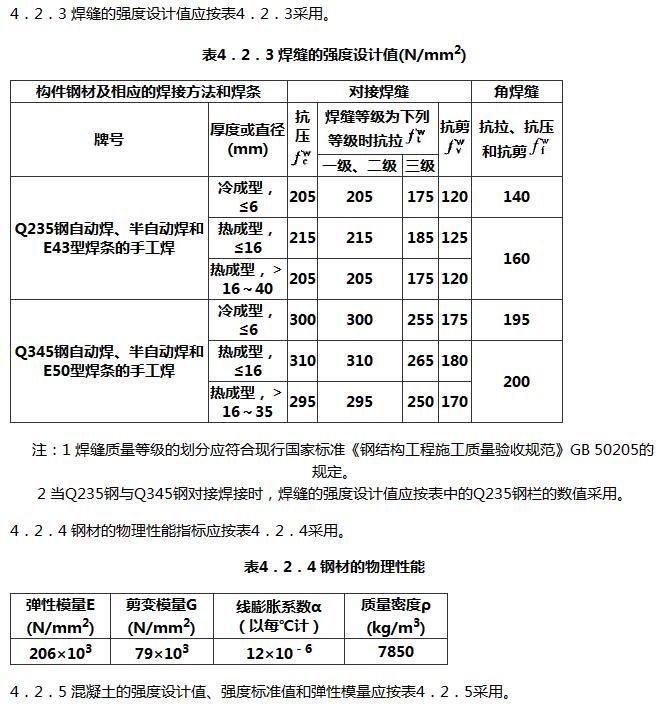 4．2．3 焊缝的强度设计值应按表4．2．3采用。
表4．2．3 焊缝的强度设计值(N/mm²)
构件钢材及相应的焊接方法和焊条 对接焊缝 角焊缝
牌号 厚度或直径(mm) 抗压 f_c^w 焊缝等级为下列等级时抗拉 f_t^w 抗剪 f_v^w 抗拉、抗压和抗剪 f_f^w
一级、二级 三级
Q235钢自动焊、半自动焊和E43型焊条的手工焊
冷成型，≤6 205 205 175 120 140
热成型，≤16 215 215 185 125 160
热成型，＞16～40 205 205 175 120
Q345钢自动焊、半自动焊和E50型焊条的手工焊
冷成型，≤6 300 300 255 175 195
热成型，≤16 310 310 265 180 200
热成型，＞16～35 295 295 250 170
注：1 焊缝质量等级的划分应符合现行国家标准《钢结构工程施工质量验收规范》GB 50205的
规定。
2 当Q235钢与Q345钢对接焊接时，焊缝的强度设计值应按表中的Q235钢栏的数值采用。
4．2．4 钢材的物理性能指标应按表4．2．4采用。
表4．2．4 钢材的物理性能
弹性模量E (N/mm²) 剪变模量G (N/mm²) 线膨胀系数α（以每℃计） 质量密度ρ (kg/m³)
206×10³ 79×10³ 12×10⁻⁶ 7850
4．2．5 混凝土的强度设计值、强度标准值和弹性模量应按表4．2．5采用。